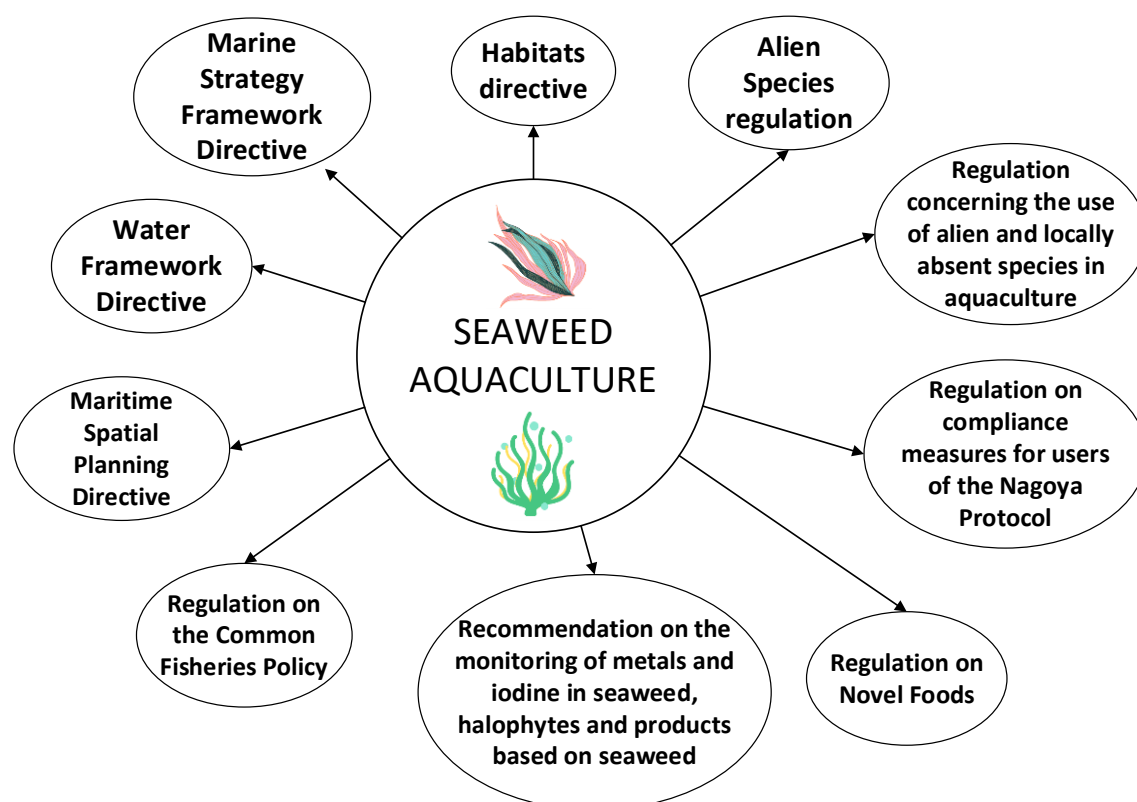 Marine
Strategy
Framework
Directive
Habitats
directive
Alien
Species
regulation
Regulation
concerning the use
of alien and locally
absent species in
aquaculture
Water
Framework
Directive
SEAWEED
AQUACULTURE
Maritime
Spatial
Planning
Directive
Regulation on
compliance
measures for users
of the Nagoya
Protocol
Regulation on
the Common
Fisheries Policy
Recommendation on the
monitoring of metals and
iodine in seaweed,
halophytes and products
based on seaweed
Regulation on
Novel Foods